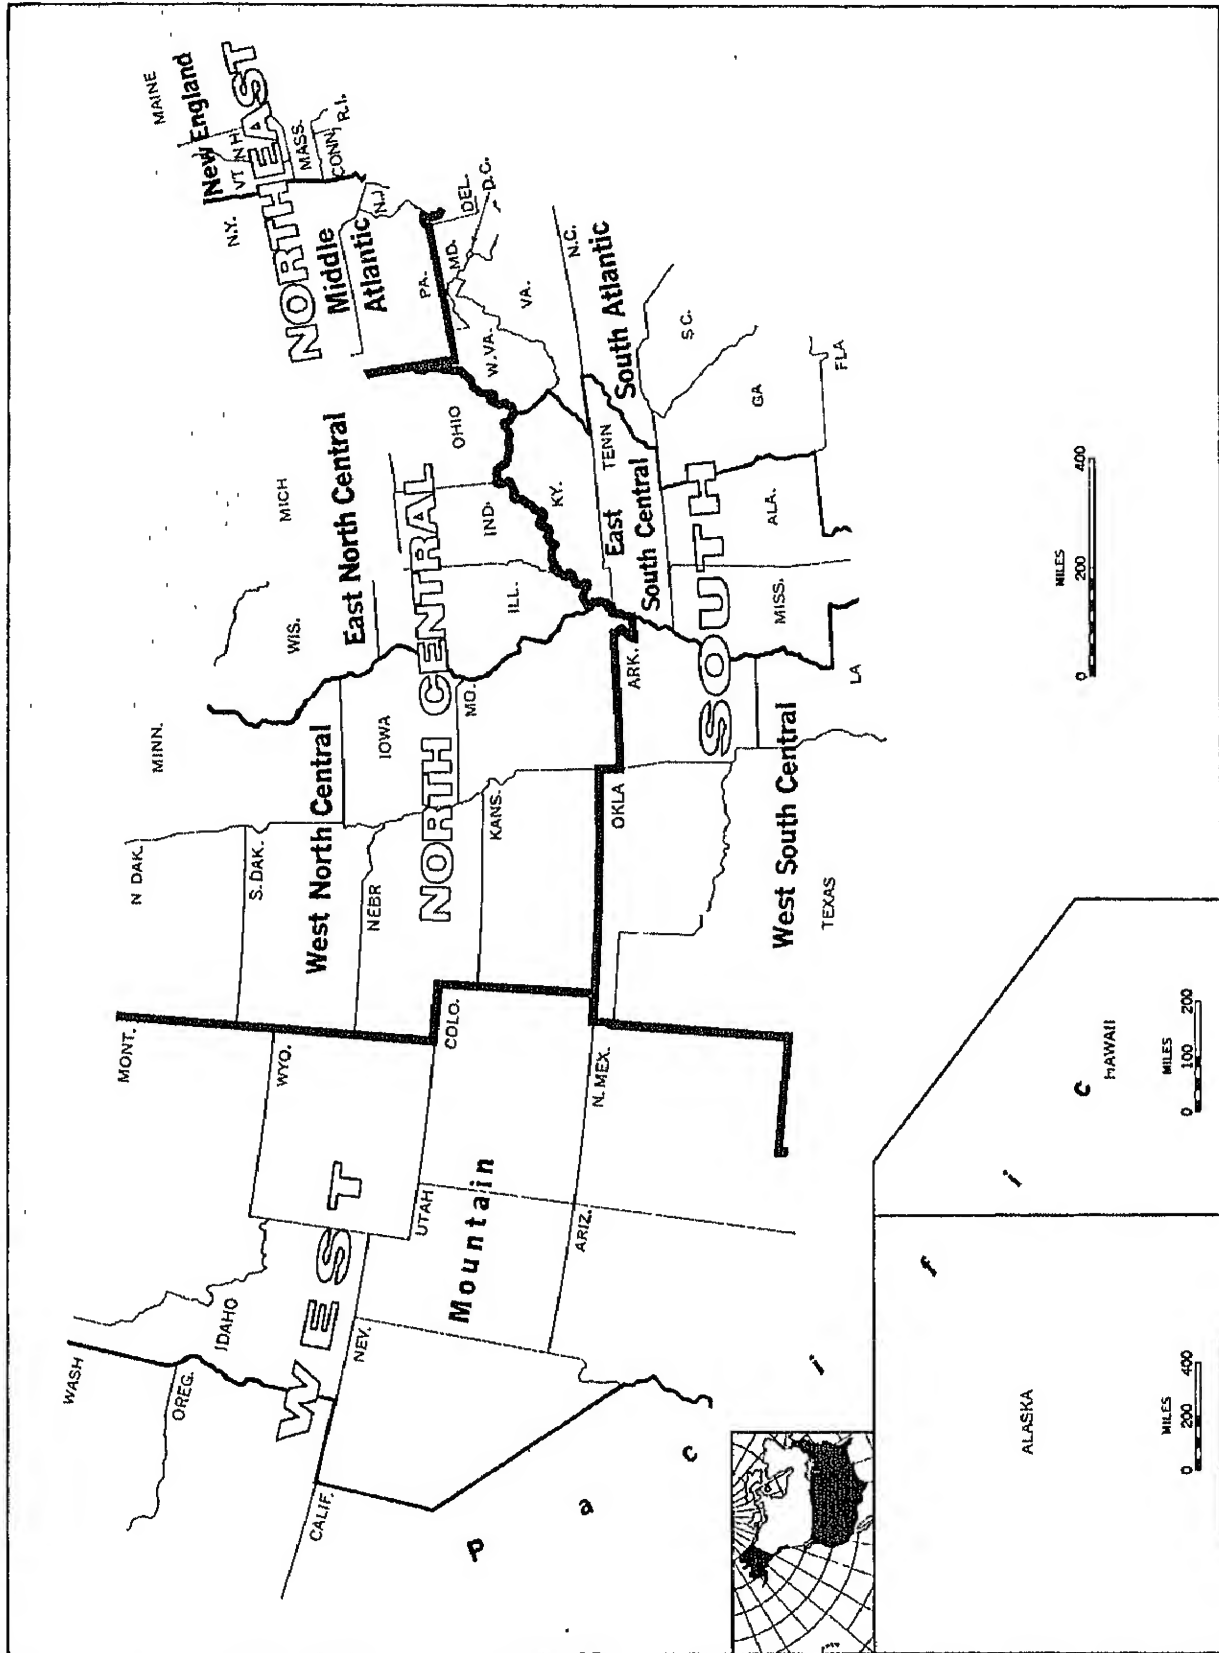 WASH
MONT.
N DAK.
MINN.
MAINE
OREG.
IDAHO
WYO.
S. DAK.
WIS.
MICH
N.Y.
VT
N H
New England
MASS.
CONN
R.I.
NORTHEAST
Middle
Atlantic
N.J.
PA.
WEST
West North Central
East North Central
CALIF.
NEV.
UTAH
COLO.
NEBR
IOWA
NORTH CENTRAL
ILL.
IND.
OHIO
W.VA.
MD.
DEL.
D.C.
VA.
Mountain
KANS.
MO.
KY.
N.C.
ARIZ.
N. MEX.
OKLA
ARK.
TENN
East
South Central
South Atlantic
S C.
SOUTH
West South Central
TEXAS
LA
MISS.
ALA.
GA
FLA
Pacific
ALASKA
MILES
0 200 400
HAWAII
MILES
0 100 200
MILES
0 200 400